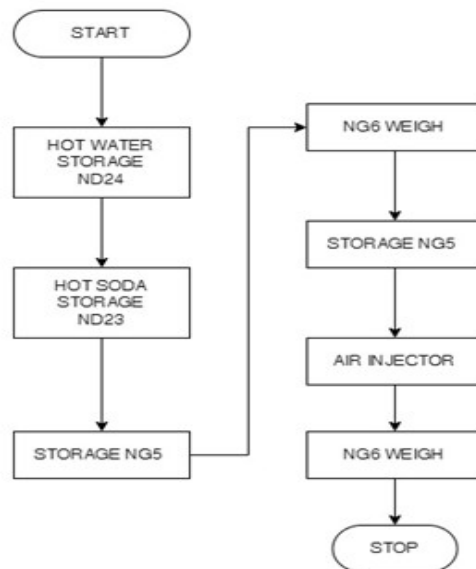 START
HOT WATER
STORAGE
ND24
HOT SODA
STORAGE
ND23
STORAGE NG5
NG6 WEIGH
STORAGE NG5
AIR INJECTOR
NG6 WEIGH
STOP